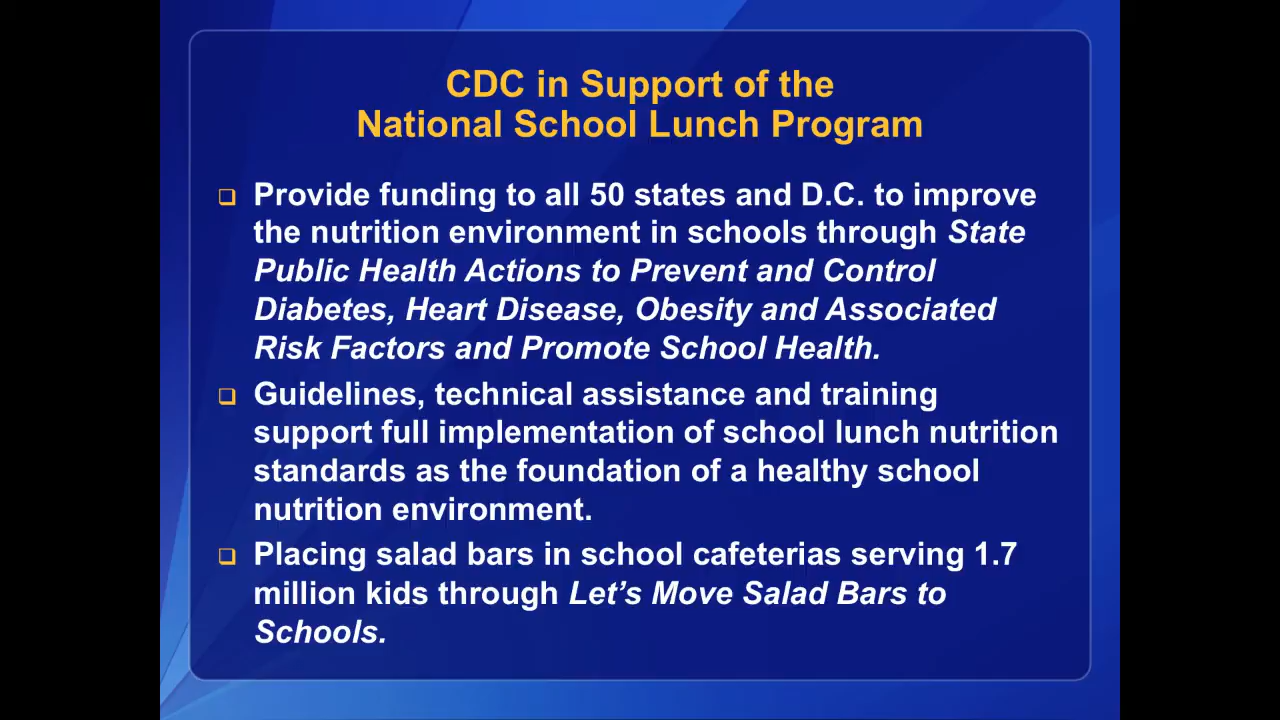 CDC in Support of the
National School Lunch Program
Provide funding to all 50 states and D.C. to improve
the nutrition environment in schools through State
Public Health Actions to Prevent and Control
Diabetes, Heart Disease, Obesity and Associated
Risk Factors and Promote School Health.
Guidelines, technical assistance and training
support full implementation of school lunch nutrition
standards as the foundation of a healthy school
nutrition environment.
Placing salad bars in school cafeterias serving 1.7
million kids through Let’s Move Salad Bars to
Schools.